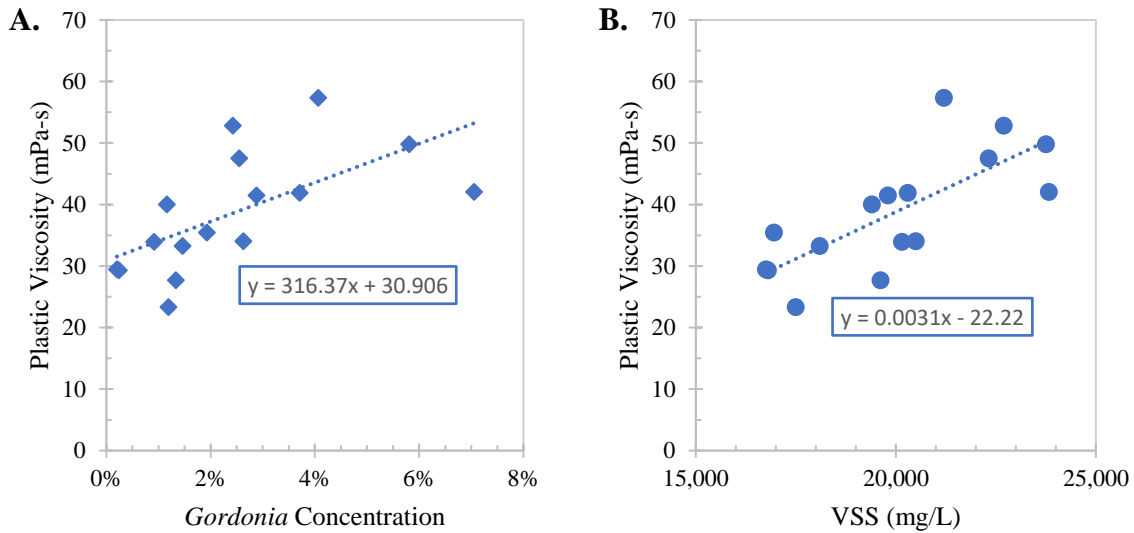 A.
Plastic Viscosity (mPa-s)
70
60
50
40
30
20
10
0
y = 316.37x + 30.906
0% 2% 4% 6% 8%
Gordonia Concentration
B.
Plastic Viscosity (mPa-s)
70
60
50
40
30
20
10
0
y = 0.0031x - 22.22
15,000 20,000 25,000
VSS (mg/L)